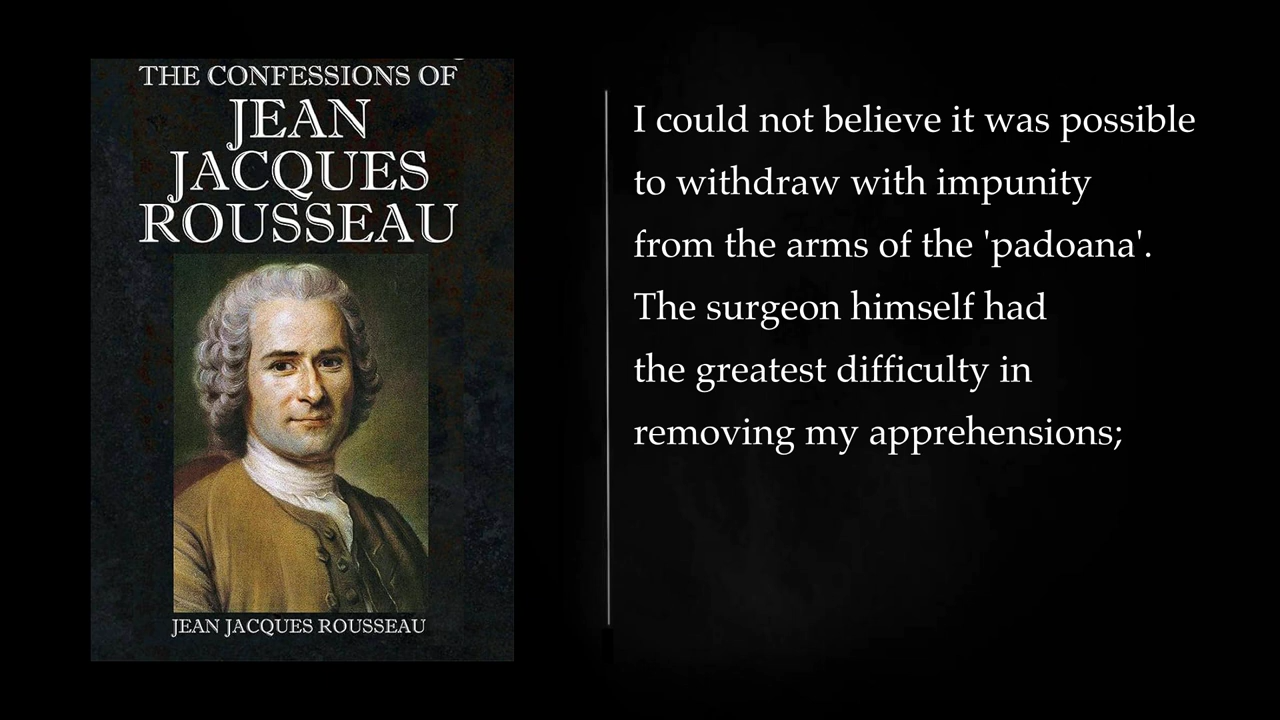 THE CONFESSIONS OF
JEAN
JACQUES
ROUSSEAU
JEAN JACQUES ROUSSEAU
I could not believe it was possible
to withdraw with impunity
from the arms of the 'padoana'.
The surgeon himself had
the greatest difficulty in
removing my apprehensions;